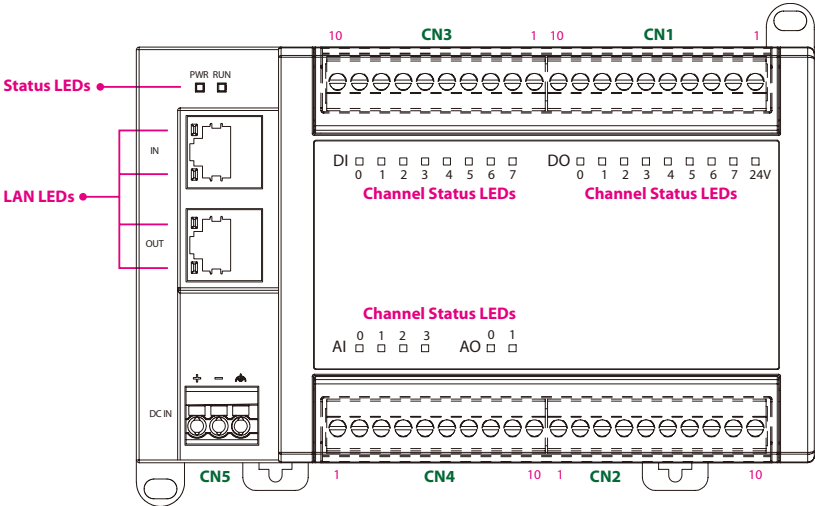 10 CN3 1 10 CN1 1
PWR RUN
Status LEDs
IN
LAN LEDs
OUT
DI
0 1 2 3 4 5 6 7
DO
0 1 2 3 4 5 6 7 24V
Channel Status LEDs
Channel Status LEDs
Channel Status LEDs
0 1 2 3
AI
0 1
AO
+ −
DC IN
CN5
1 CN4 10 1 CN2 10